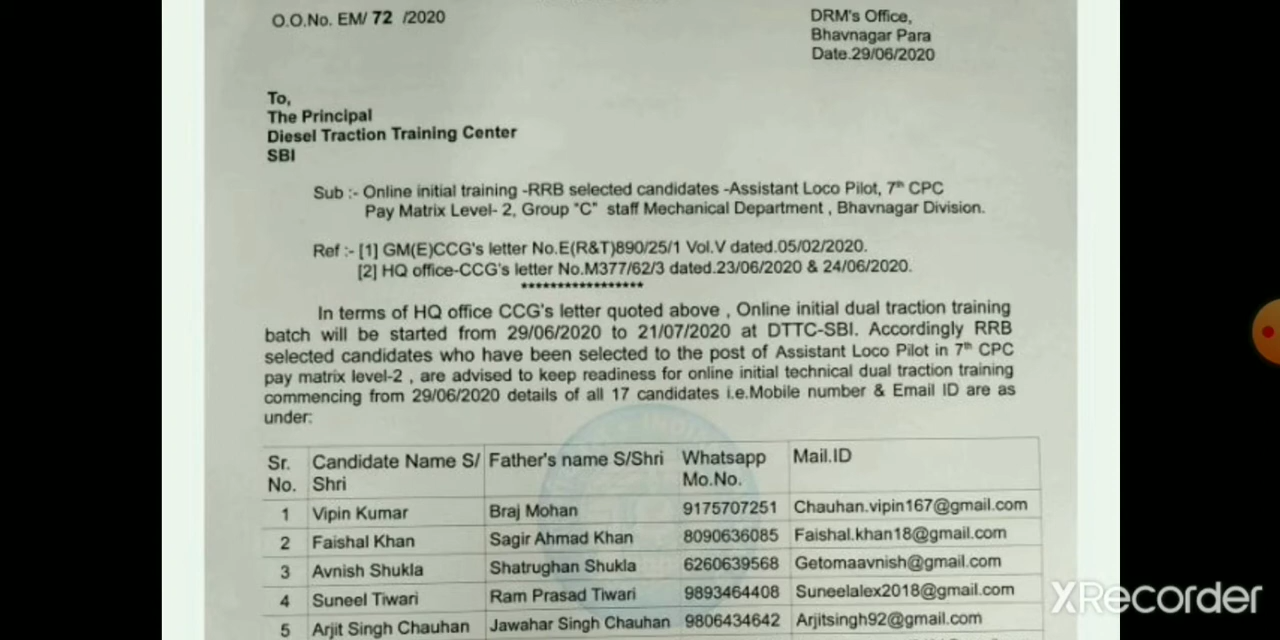 O.O.No. EM/ 72 /2020
DRM's Office,
Bhavnagar Para
Date.29/06/2020
To,
The Principal
Diesel Traction Training Center
SBI
Sub :- Online initial training -RRB selected candidates -Assistant Loco Pilot, 7th CPC
Pay Matrix Level- 2, Group "C" staff Mechanical Department , Bhavnagar Division.
Ref :- [1] GM(E)CCG's letter No.E(R&T)890/25/1 Vol.V dated.05/02/2020.
[2] HQ office-CCG's letter No.M377/62/3 dated.23/06/2020 & 24/06/2020.
*****************
In terms of HQ office CCG's letter quoted above , Online initial dual traction training
batch will be started from 29/06/2020 to 21/07/2020 at DTTC-SBI. Accordingly RRB
selected candidates who have been selected to the post of Assistant Loco Pilot in 7th CPC
pay matrix level-2 , are advised to keep readiness for online initial technical dual traction training
commencing from 29/06/2020 details of all 17 candidates i.e.Mobile number & Email ID are as
under:
Sr. No. Candidate Name S/ Shri Father's name S/Shri Whatsapp Mo.No. Mail.ID
1 Vipin Kumar Braj Mohan 9175707251 Chauhan.vipin167@gmail.com
2 Faishal Khan Sagir Ahmad Khan 8090636085 Faishal.khan18@gmail.com
3 Avnish Shukla Shatrughan Shukla 6260639568 Getomaavnish@gmail.com
4 Suneel Tiwari Ram Prasad Tiwari 9893464408 Suneelalex2018@gmail.com
5 Arjit Singh Chauhan Jawahar Singh Chauhan 9806434642 Arjitsingh92@gmail.com
XRecorder